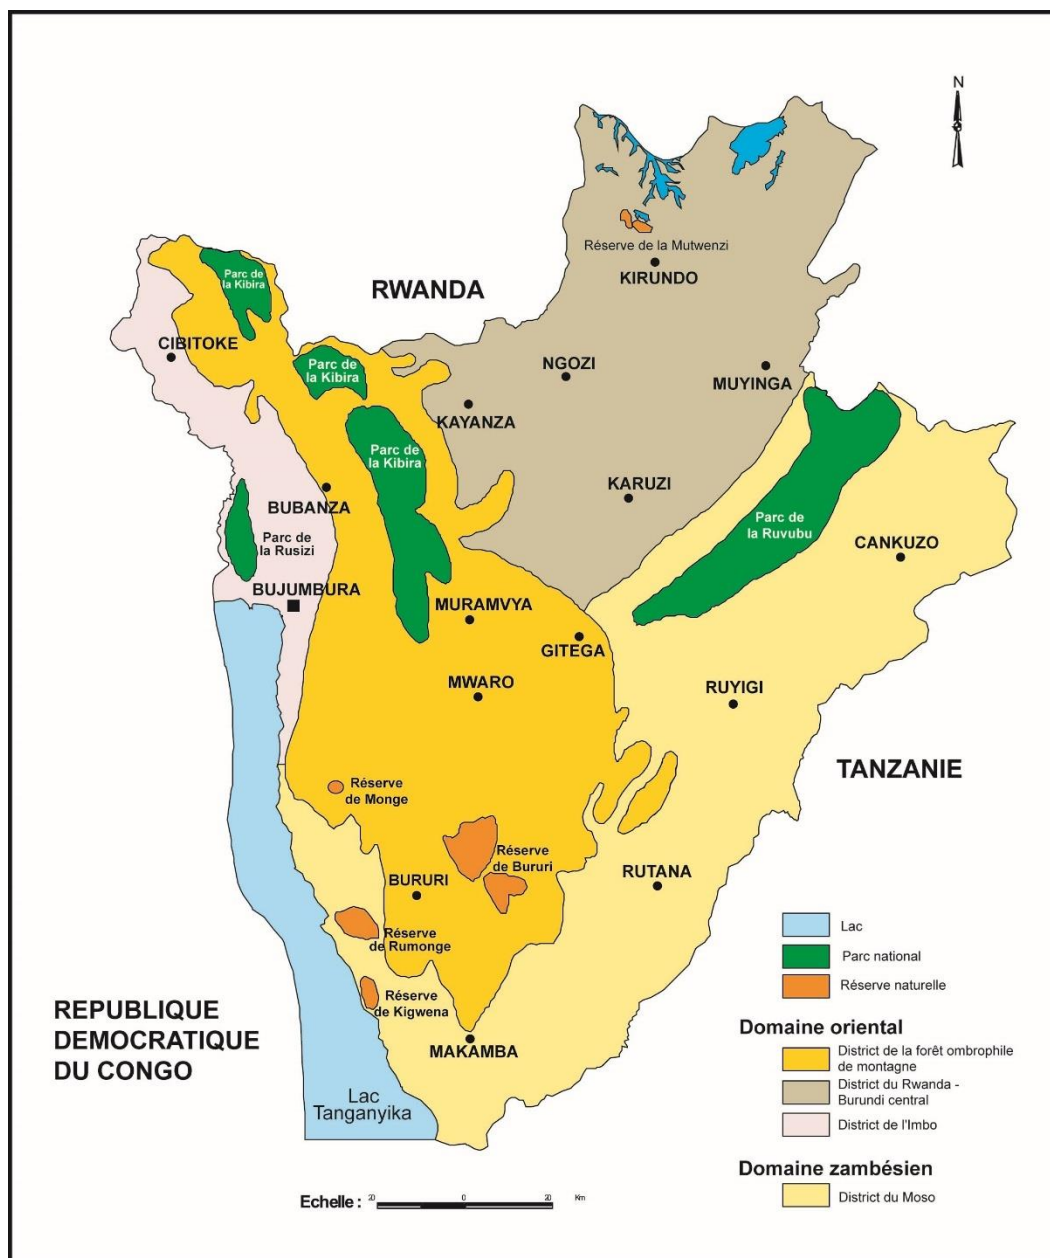 N
Réserve de la Mutwenzi
KIRUNDO
RWANDA
Parc de
la Kibira
CIBITOKE
Parc de
la Kibira
NGOZI
MUYINGA
KAYANZA
Parc de
la Kibira
KARUZI
BUBANZA
Parc de
la Rusizi
Parc de
la Ruvubu
CANKUZO
BUJUMBURA
MURAMVYA
GITEGA
MWARO
RUYIGI
TANZANIE
Réserve
de Monge
Réserve
de Bururi
BURURI
RUTANA
Réserve
de Rumonge
Réserve
de Kigwena
REPUBLIQUE
DEMOCRATIQUE
DU CONGO
MAKAMBA
Lac
Tanganyika
Lac
Parc national
Réserve naturelle
Domaine oriental
District de la forêt ombrophile
de montagne
District du Rwanda -
Burundi central
District de l'Imbo
Domaine zambésien
District du Moso
Echelle : 20 0 20 Km